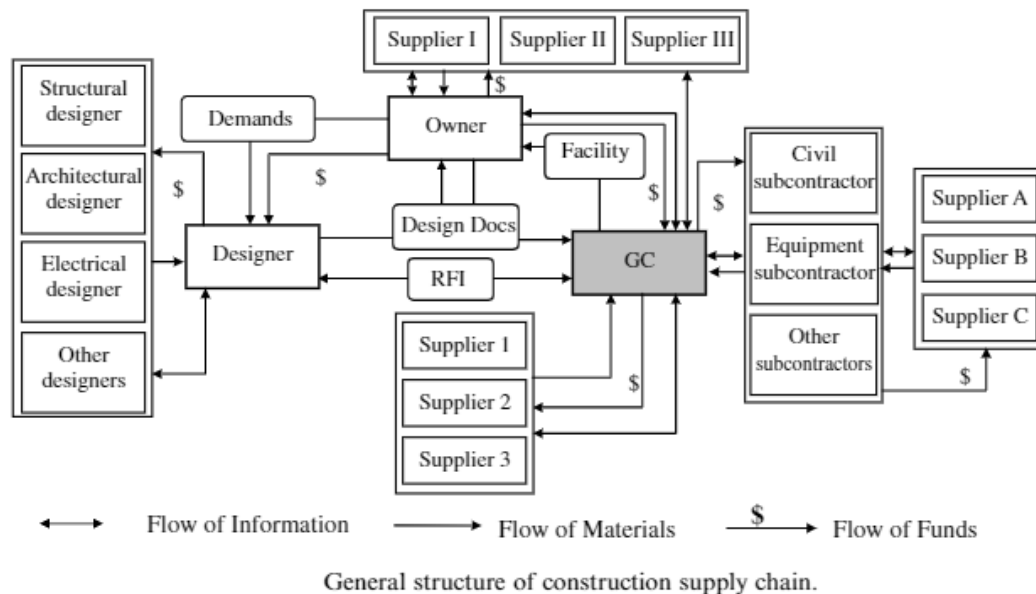 Supplier I
Supplier II
Supplier III
$
Structural
designer
Architectural
designer
Electrical
designer
Other
designers
Demands
Owner
Facility
$
$
$
$
Design Docs
Designer
GC
RFI
Civil
subcontractor
Equipment
subcontractor
Other
subcontractors
Supplier A
Supplier B
Supplier C
$
Supplier 1
Supplier 2
Supplier 3
$
Flow of Information
Flow of Materials
$
Flow of Funds
General structure of construction supply chain.